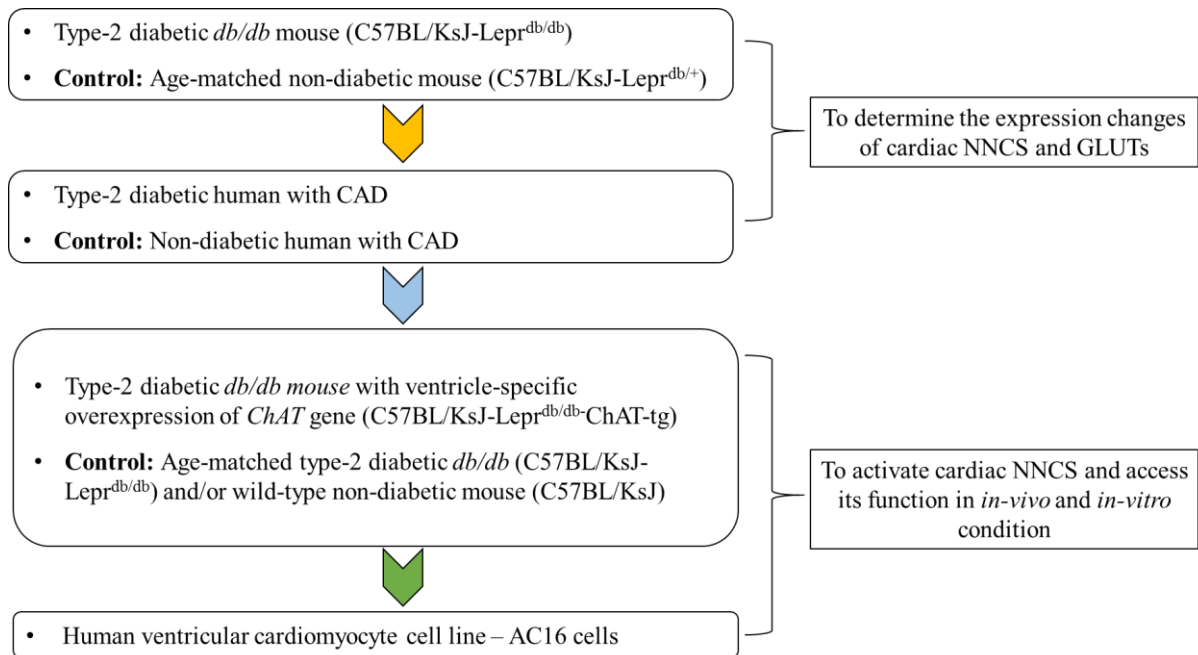 • Type-2 diabetic db/db mouse (C57BL/KsJ-Lepr^db/db)
• Control: Age-matched non-diabetic mouse (C57BL/KsJ-Lepr^db/+)
To determine the expression changes
of cardiac NNCS and GLUTs
• Type-2 diabetic human with CAD
• Control: Non-diabetic human with CAD
• Type-2 diabetic db/db mouse with ventricle-specific
overexpression of ChAT gene (C57BL/KsJ-Lepr^db/db-ChAT-tg)
• Control: Age-matched type-2 diabetic db/db (C57BL/KsJ-
Lepr^db/db) and/or wild-type non-diabetic mouse (C57BL/KsJ)
To activate cardiac NNCS and access
its function in in-vivo and in-vitro
condition
• Human ventricular cardiomyocyte cell line – AC16 cells